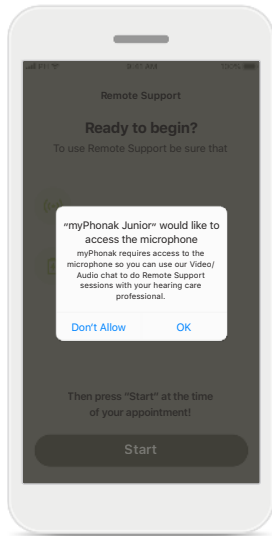 9:41 AM
Remote Support
Ready to begin?
To use Remote Support be sure that
"myPhonak Junior" would like to
access the microphone
myPhonak requires access to the
microphone so you can use our Video/
Audio chat to do Remote Support
sessions with your hearing care
professional.
Don't Allow
OK
Then press "Start" at the time
of your appointment!
Start